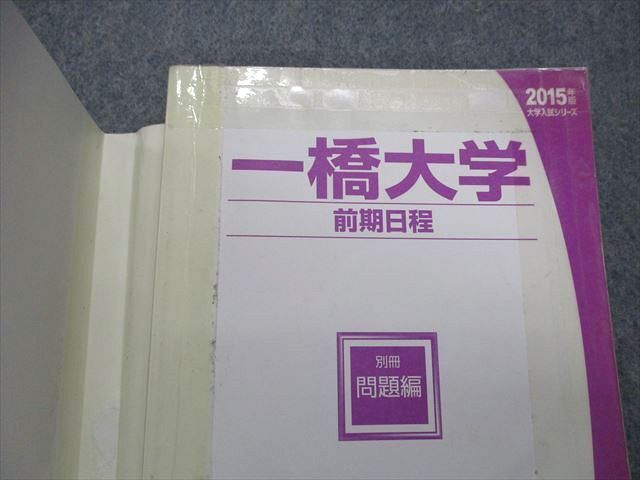 2015年版
大学入試シリーズ
一橋大学
前期日程
別冊
問題編